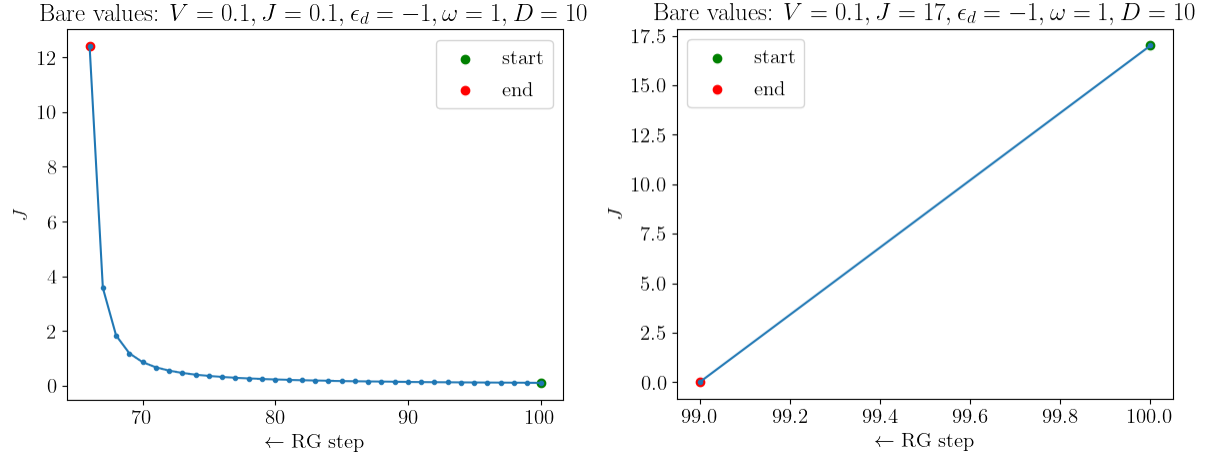 Bare values: V = 0.1, J = 0.1, ϵ_d = −1, ω = 1, D = 10
12
10
8
6
4
2
0
J
start
end
70
80
90
100
← RG step
Bare values: V = 0.1, J = 17, ϵ_d = −1, ω = 1, D = 10
17.5
15.0
12.5
10.0
7.5
5.0
2.5
0.0
J
start
end
99.0
99.2
99.4
99.6
99.8
100.0
← RG step